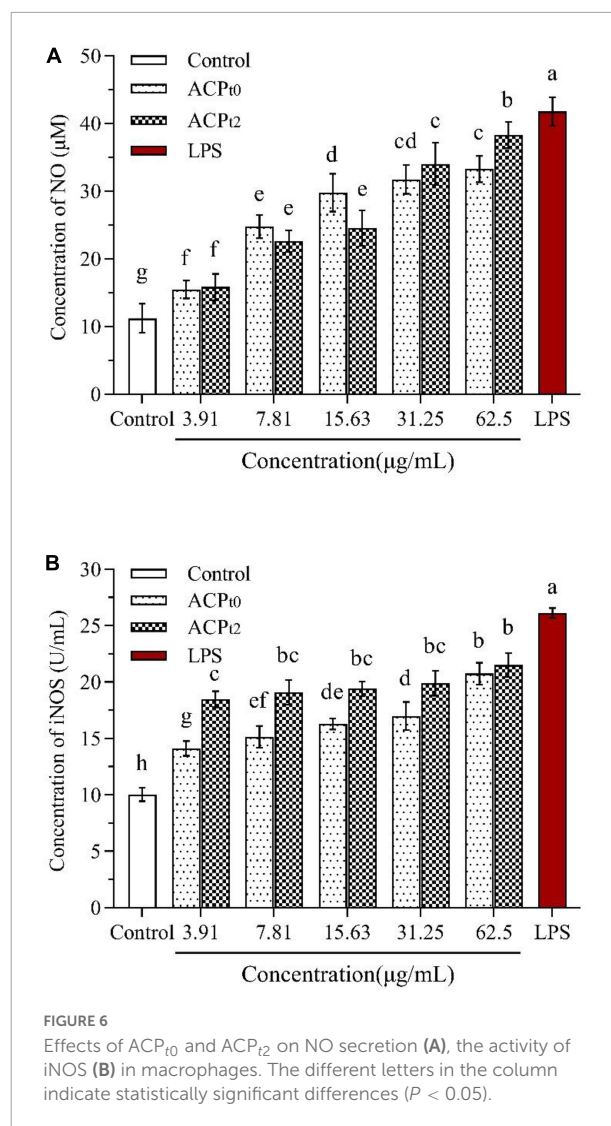 A
Control
ACPt0
ACPt2
LPS
Concentration of NO (μM)
50
40
30
20
10
0
g
f
f
e
e
d
e
cd
c
c
b
a
Control 3.91 7.81 15.63 31.25 62.5 LPS
Concentration(μg/mL)
B
Control
ACPt0
ACPt2
LPS
Concentration of iNOS (U/mL)
30
25
20
15
10
5
0
h
g
c
ef
bc
de
bc
d
bc
b
b
a
Control 3.91 7.81 15.63 31.25 62.5 LPS
Concentration(μg/mL)
FIGURE 6
Effects of ACPt0 and ACPt2 on NO secretion (A), the activity of
iNOS (B) in macrophages. The different letters in the column
indicate statistically significant differences (P < 0.05).